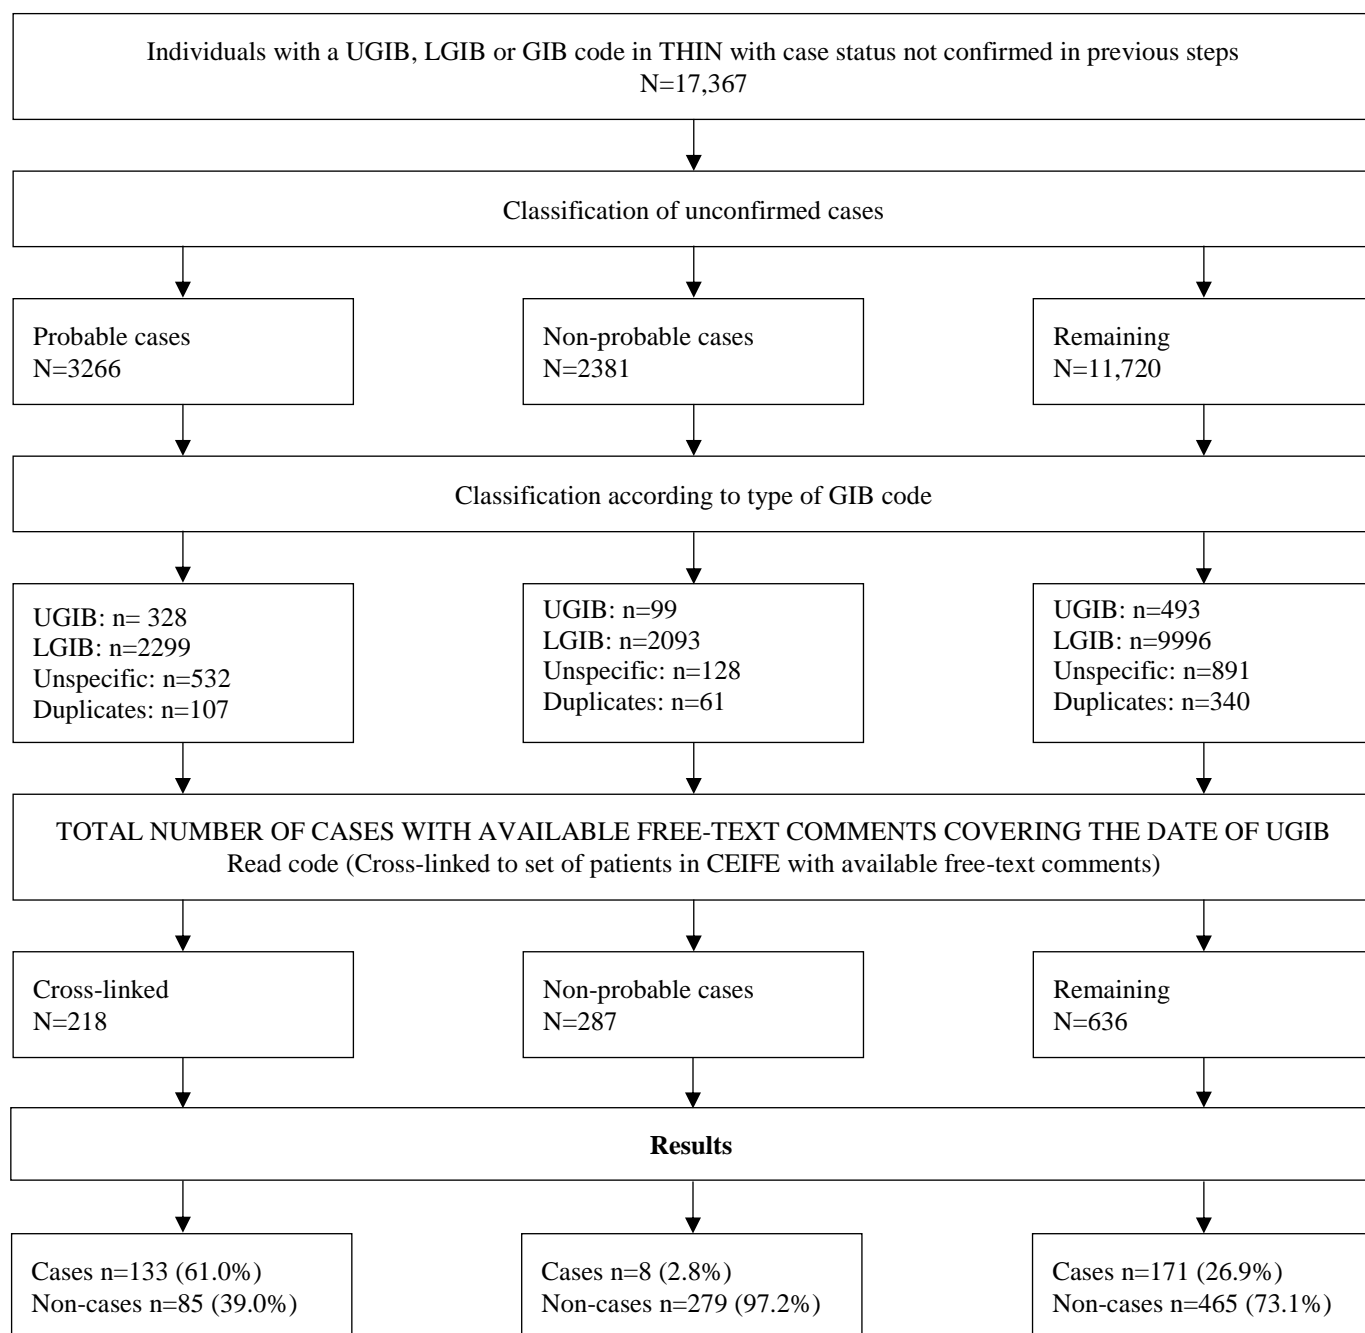 Individuals with a UGIB, LGIB or GIB code in THIN with case status not confirmed in previous steps
N=17,367
Classification of unconfirmed cases
Probable cases
N=3266
Non-probable cases
N=2381
Remaining
N=11,720
Classification according to type of GIB code
UGIB: n= 328
LGIB: n=2299
Unspecific: n=532
Duplicates: n=107
UGIB: n=99
LGIB: n=2093
Unspecific: n=128
Duplicates: n=61
UGIB: n=493
LGIB: n=9996
Unspecific: n=891
Duplicates: n=340
TOTAL NUMBER OF CASES WITH AVAILABLE FREE-TEXT COMMENTS COVERING THE DATE OF UGIB
Read code (Cross-linked to set of patients in CEIFE with available free-text comments)
Cross-linked
N=218
Non-probable cases
N=287
Remaining
N=636
Results
Cases n=133 (61.0%)
Non-cases n=85 (39.0%)
Cases n=8 (2.8%)
Non-cases n=279 (97.2%)
Cases n=171 (26.9%)
Non-cases n=465 (73.1%)